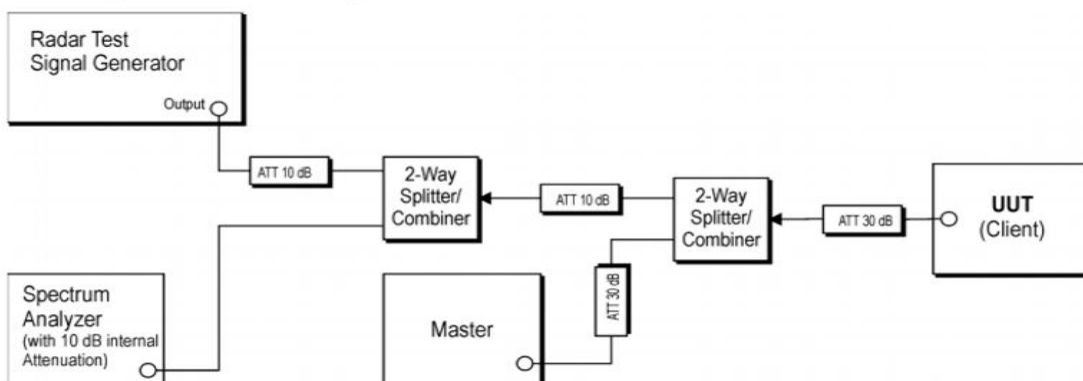 Radar Test
Signal Generator
Output
ATT 10 dB
2-Way
Splitter/
Combiner
ATT 10 dB
2-Way
Splitter/
Combiner
ATT 30 dB
UUT
(Client)
Spectrum
Analyzer
(with 10 dB internal
Attenuation)
Master
ATT 30 dB